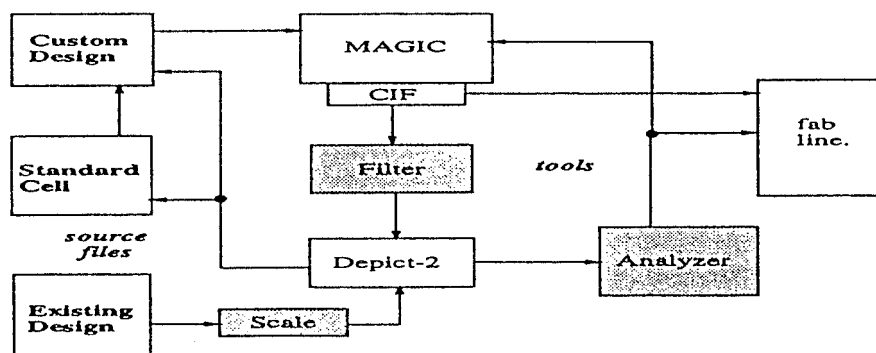 Custom
Design
MAGIC
CIF
fab
line.
Standard
Cell
Filter
tools
source
files
Depict-2
Analyzer
Existing
Design
Scale